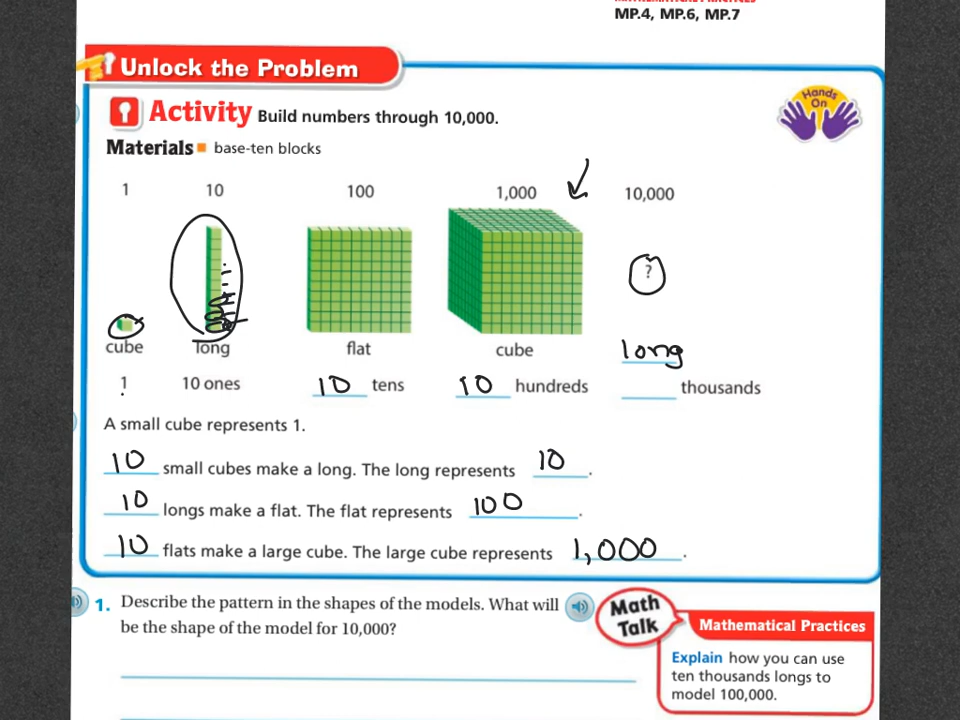 MP.4, MP.6, MP.7
Unlock the Problem
Activity Build numbers through 10,000.
Hands On
Materials ■ base-ten blocks
1 10 100 1,000 10,000
?
cube long flat cube long
1 10 ones 10 tens 10 hundreds ____ thousands
A small cube represents 1.
10 small cubes make a long. The long represents 10.
10 longs make a flat. The flat represents 100.
10 flats make a large cube. The large cube represents 1,000.
1. Describe the pattern in the shapes of the models. What will
be the shape of the model for 10,000?
Math
Talk
Mathematical Practices
Explain how you can use
ten thousands longs to
model 100,000.